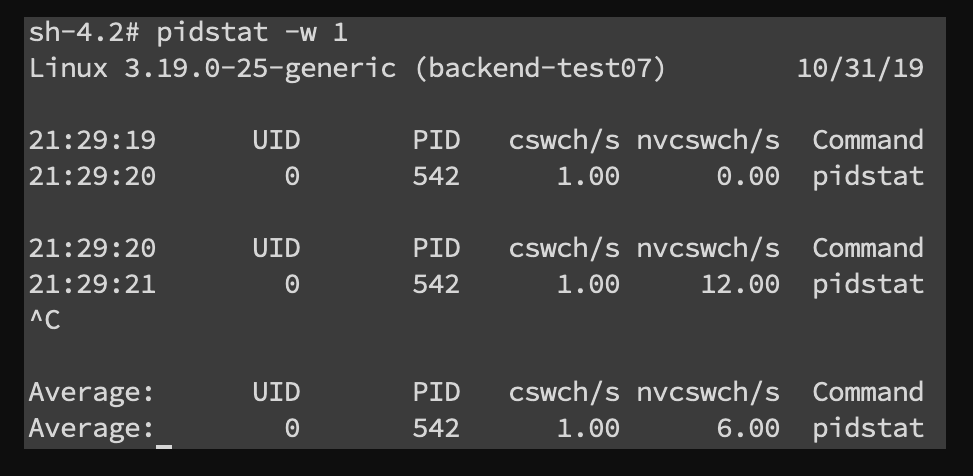 sh-4.2# pidstat -w 1
Linux 3.19.0-25-generic (backend-test07) 10/31/19
21:29:19 UID PID cswch/s nvcswch/s Command
21:29:20 0 542 1.00 0.00 pidstat
21:29:20 UID PID cswch/s nvcswch/s Command
21:29:21 0 542 1.00 12.00 pidstat
^C
Average: UID PID cswch/s nvcswch/s Command
Average: 0 542 1.00 6.00 pidstat